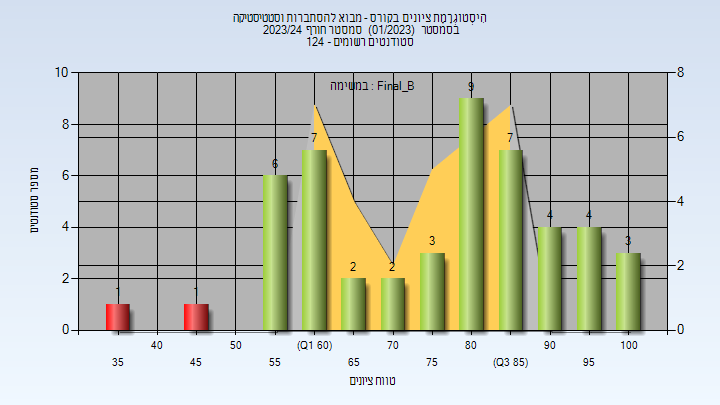 היסטוגרמת ציונים בקורס - מבוא להסתברות וסטטיסטיקה
בסמסטר (01/2023) סמסטר חורף 2023/24
סטודנטים רשומים - 124
במשימה : Final_B
10 8
8 6
6 4
4 2
2 0
0
1 1 6 7 2 2 3 9 7 4 4 3
מספר סטודנטים
40 50 (Q1 60) 70 80 90 100
35 45 55 65 75 (Q3 85) 95
טווח ציונים